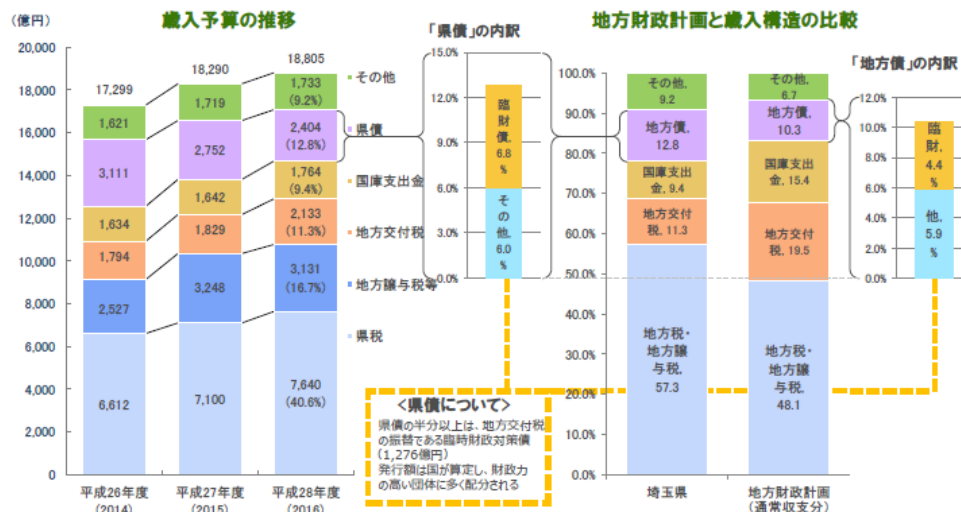 歳入予算の推移
(億円)
20,000
18,000
16,000
14,000
12,000
10,000
8,000
6,000
4,000
2,000
0
17,299
1,621
3,111
1,634
1,794
2,527
6,612
平成26年度
(2014)
18,290
1,719
2,752
1,642
1,829
3,248
7,100
平成27年度
(2015)
18,805
1,733
(9.2%)
2,404
(12.8%)
1,764
(9.4%)
2,133
(11.3%)
3,131
(16.7%)
7,640
(40.6%)
平成28年度
(2016)
その他
県債
国庫支出金
地方交付税
地方譲与税等
県税
「県債」の内訳
15.0%
12.0%
9.0%
6.0%
3.0%
0.0%
臨財債, 6.8%
その他, 6.0%
<県債について>
県債の半分以上は、地方交付税
の振替である臨時財政対策債
(1,276億円)
発行額は国が算定し、財政力
の高い団体に多く配分される
地方財政計画と歳入構造の比較
100.0%
90.0%
80.0%
70.0%
60.0%
50.0%
40.0%
30.0%
20.0%
10.0%
0.0%
その他,
9.2
地方債,
12.8
国庫支出
金, 9.4
地方交付
税, 11.3
地方税・
地方譲
与税,
57.3
埼玉県
その他,
6.7
地方債,
10.3
国庫支出
金, 15.4
地方交付
税, 19.5
地方税・
地方譲
与税,
48.1
地方財政計画
(通常収支分)
「地方債」の内訳
12.0%
10.0%
8.0%
6.0%
4.0%
2.0%
0.0%
臨財, 4.4%
他, 5.9%